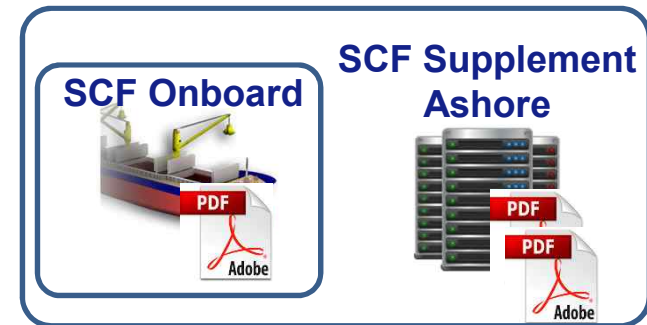 SCF Onboard
SCF Supplement
Ashore
PDF
Adobe
PDF
PDF
Adobe